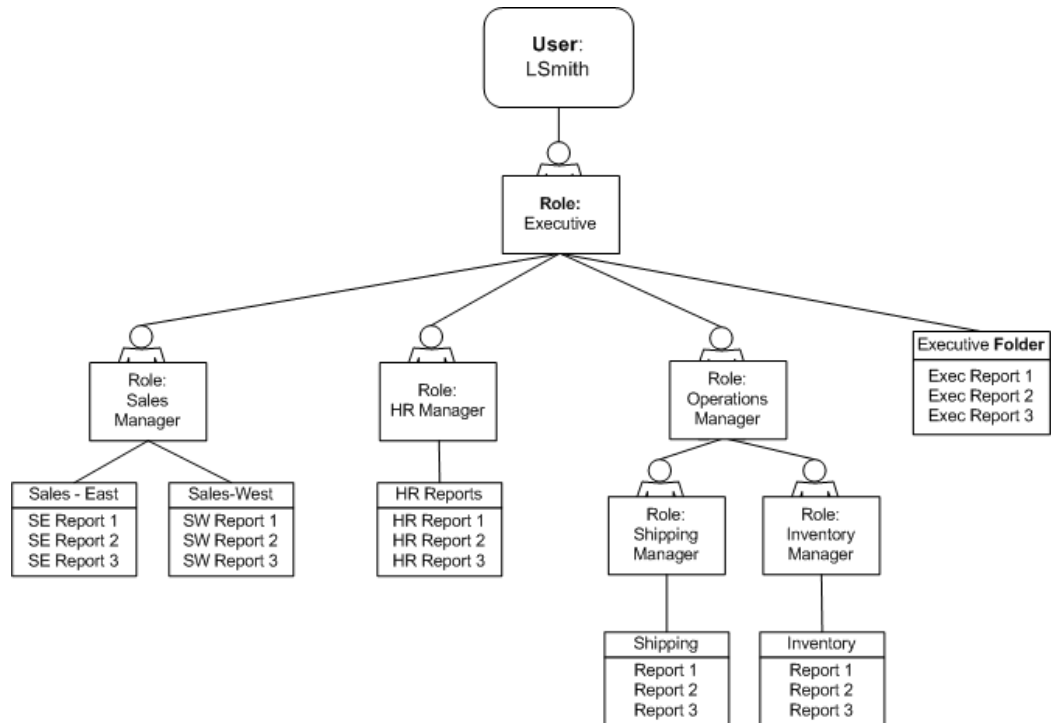 User:
LSmith
Role:
Executive
Role:
Sales
Manager
Role:
HR Manager
Role:
Operations
Manager
Executive Folder
Exec Report 1
Exec Report 2
Exec Report 3
Sales - East
SE Report 1
SE Report 2
SE Report 3
Sales-West
SW Report 1
SW Report 2
SW Report 3
HR Reports
HR Report 1
HR Report 2
HR Report 3
Role:
Shipping
Manager
Role:
Inventory
Manager
Shipping
Report 1
Report 2
Report 3
Inventory
Report 1
Report 2
Report 3